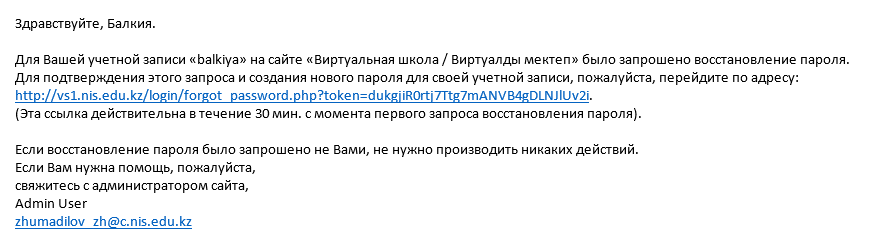 Здравствуйте, Балкия.
Для Вашей учетной записи «balkiya» на сайте «Виртуальная школа / Виртуалды мектеп» было запрошено восстановление пароля.
Для подтверждения этого запроса и создания нового пароля для своей учетной записи, пожалуйста, перейдите по адресу:
http://vs1.nis.edu.kz/login/forgot_password.php?token=dukgjiR0rtj7Ttg7mANVB4gDLNJlUv2i.
(Эта ссылка действительна в течение 30 мин. с момента первого запроса восстановления пароля).
Если восстановление пароля было запрошено не Вами, не нужно производить никаких действий.
Если Вам нужна помощь, пожалуйста,
свяжитесь с администратором сайта,
Admin User
zhumadilov_zh@c.nis.edu.kz